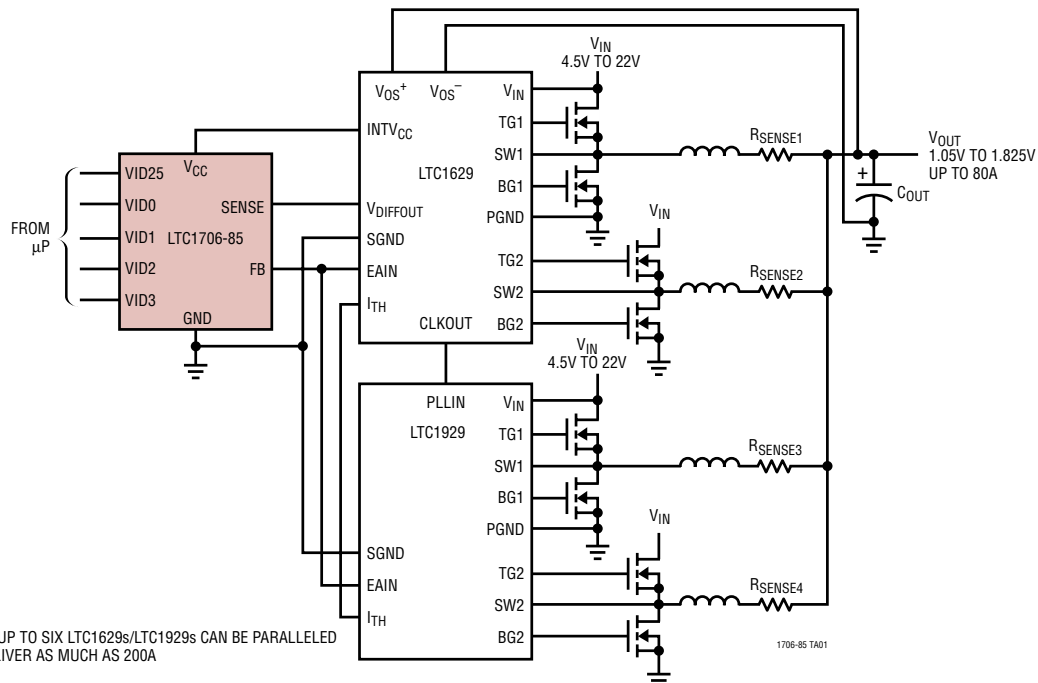 V_IN
4.5V TO 22V
V_OS+ V_OS− V_IN
TG1
INTV_CC
SW1
LTC1629
BG1
V_DIFFOUT
PGND
SGND
TG2
EAIN
SW2
I_TH
CLKOUT BG2
V_CC
VID25
VID0 SENSE
VID1 LTC1706-85
VID2 FB
VID3
GND
FROM
µP
R_SENSE1
V_OUT
1.05V TO 1.825V
UP TO 80A
+
C_OUT
V_IN
R_SENSE2
V_IN
4.5V TO 22V
PLLIN V_IN
LTC1929 TG1
SW1
BG1
PGND
SGND
TG2
EAIN
SW2
I_TH
BG2
R_SENSE3
V_IN
R_SENSE4
UP TO SIX LTC1629s/LTC1929s CAN BE PARALLELED
AS MUCH AS 200A
1706-85 TA01